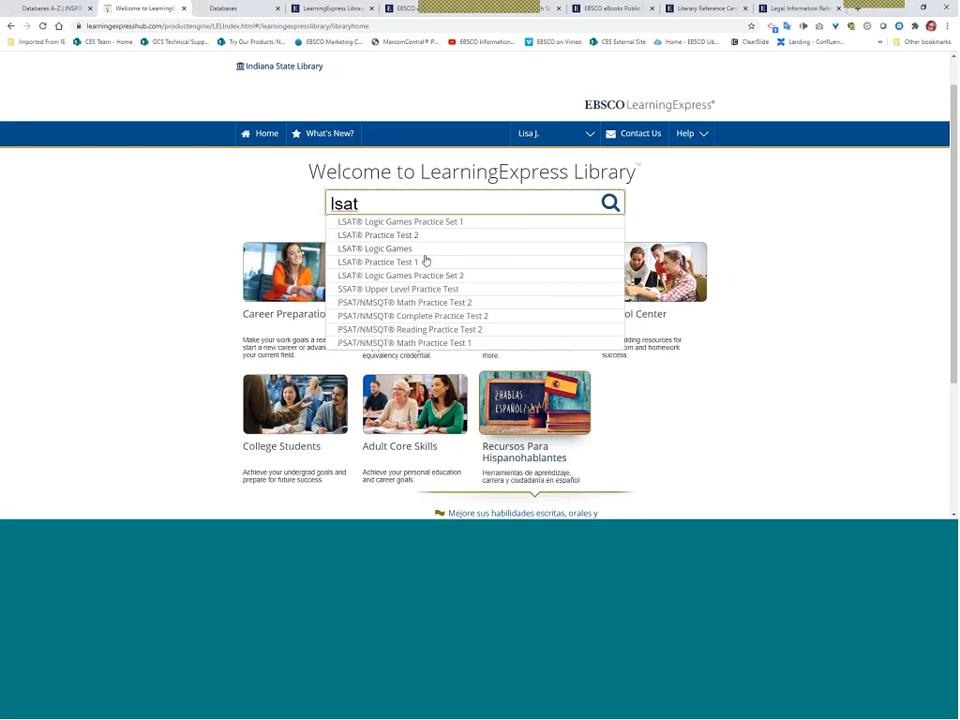 Databases A-Z | INSPI
Welcome to Learning
Databases
LearningExpress Librar
EBSCO
EBSCO eBooks Public
Literary Reference Cen
Legal Information Refe
learningexpresshub.com/productengine/LELIndex.html#/learningexpresslibrary/libraryhome
Imported From IE
CES Team - Home
GCS Technical Supp...
Try Our Products-N...
EBSCO Marketing C...
MarcomCentral® P...
EBSCO Information...
EBSCO on Vimeo
CES External Site
Home - EBSCO Lib...
ClearSlide
Landing - Confluen...
»
Other bookmarks
Indiana State Library
EBSCO LearningExpress®
Home
What's New?
Lisa J.
Contact Us
Help
Welcome to LearningExpress Library™
lsat
LSAT® Logic Games Practice Set 1
LSAT® Practice Test 2
LSAT® Logic Games
LSAT® Practice Test 1
LSAT® Logic Games Practice Set 2
SSAT® Upper Level Practice Test
PSAT/NMSQT® Math Practice Test 2
PSAT/NMSQT® Complete Practice Test 2
PSAT/NMSQT® Reading Practice Test 2
PSAT/NMSQT® Math Practice Test 1
Career Preparatio
ol Center
Make your work goals a rea
start a new career or advan
your current field.
equivalency credential.
more.
uilding resources for
om and homework
success.
¿HABLAS
ESPAÑOL?
College Students
Adult Core Skills
Recursos Para
Hispanohablantes
Achieve your undergrad goals and
prepare for future success.
Achieve your personal education
and career goals.
Herramientas de aprendizaje,
carrera y ciudadanía en español
Mejore sus habilidades escritas, orales y